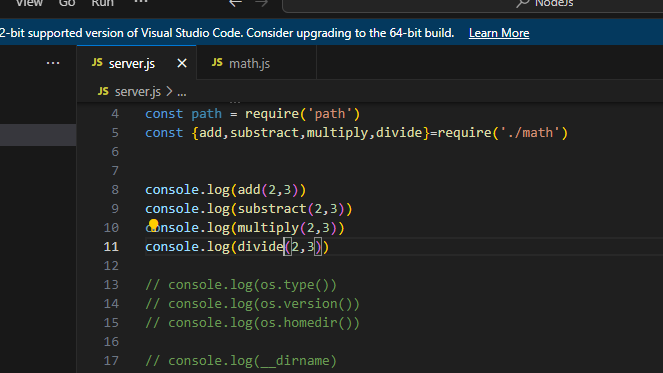 View Go Run ... NodeJs
2-bit supported version of Visual Studio Code. Consider upgrading to the 64-bit build. Learn More
... JS server.js × JS math.js
JS server.js > ...
4 const path = require('path')
5 const {add,substract,multiply,divide}=require('./math')
6
7
8 console.log(add(2,3))
9 console.log(substract(2,3))
10 console.log(multiply(2,3))
11 console.log(divide(2,3))
12
13 // console.log(os.type())
14 // console.log(os.version())
15 // console.log(os.homedir())
16
17 // console.log(__dirname)